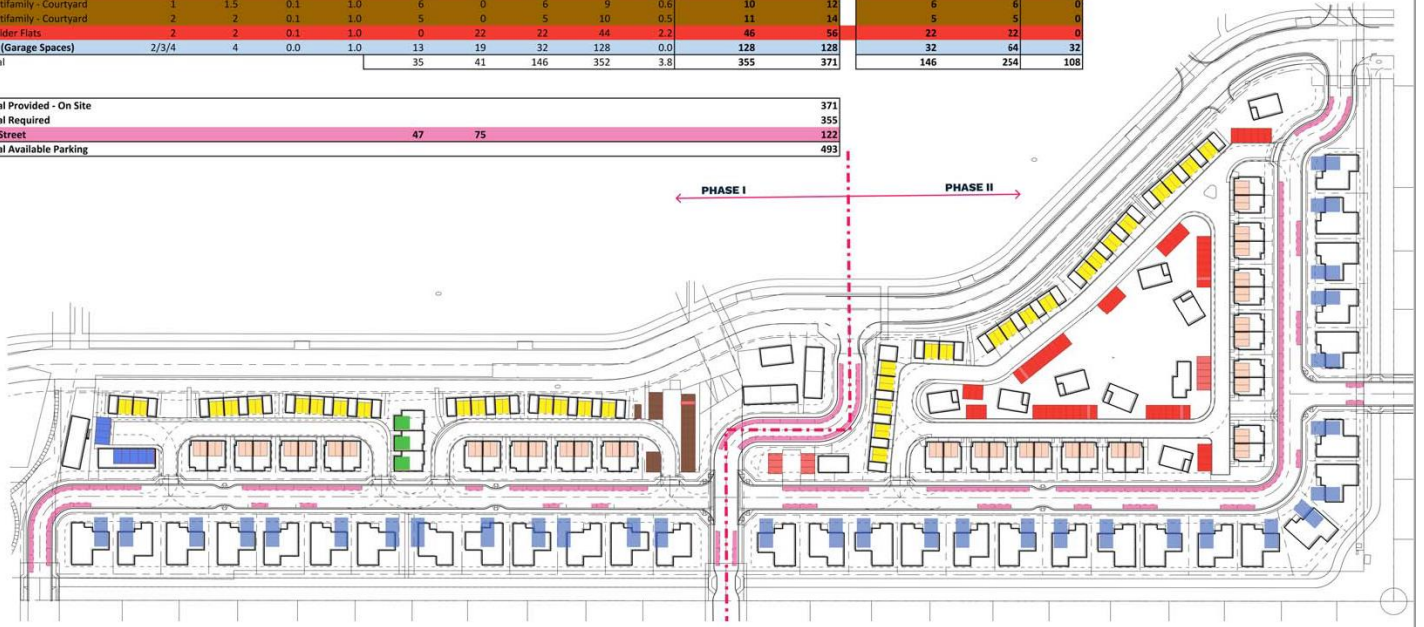 tifamily - Courtyard 1 1.5 0.1 1.0 6 0 6 9 0.6 10 12 6 6 0
tifamily - Courtyard 2 2 0.1 1.0 5 0 5 10 0.5 11 14 5 5 0
lder Flats 2 2 0.1 1.0 0 22 22 44 2.2 46 56 22 22 0
(Garage Spaces) 2/3/4 4 0.0 1.0 13 19 32 128 0.0 128 128 32 64 32
al 35 41 146 352 3.8 355 371 146 254 108
al Provided - On Site 371
al Required 355
Street 47 75 122
al Available Parking 493
PHASE I
PHASE II